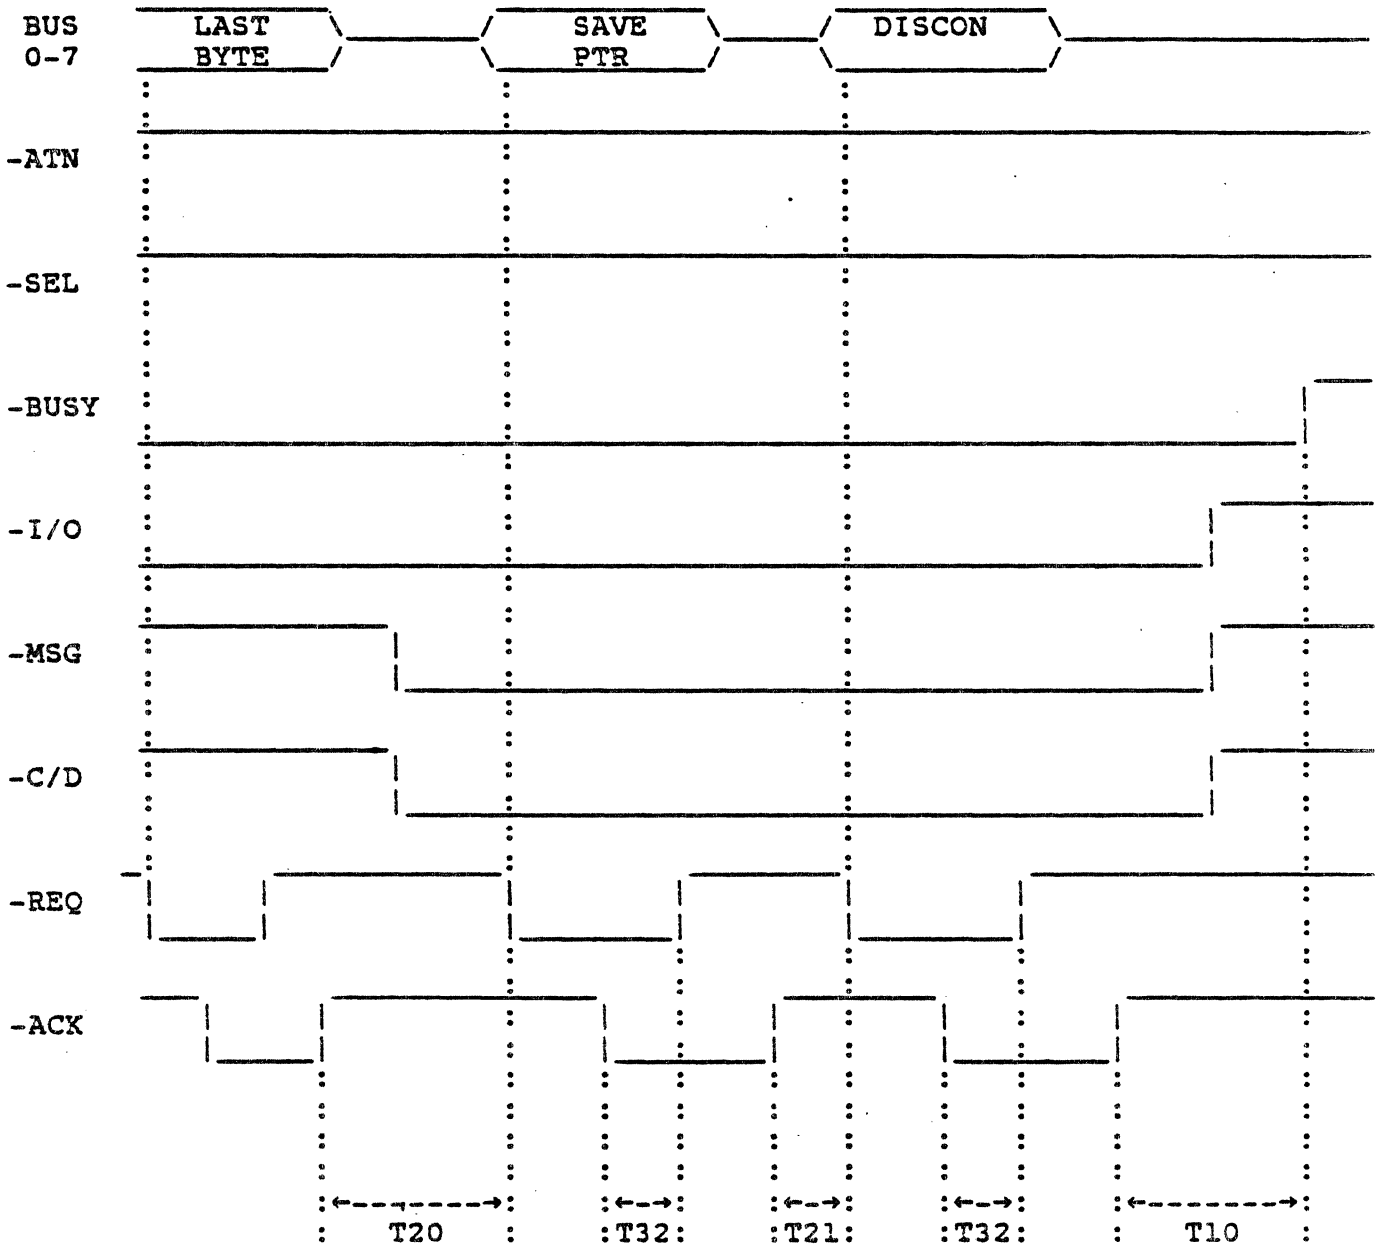 BUS LAST SAVE DISCON
0-7 BYTE PTR
-ATN
-SEL
-BUSY
-I/O
-MSG
-C/D
-REQ
-ACK
T20 T32 T21 T32 T10